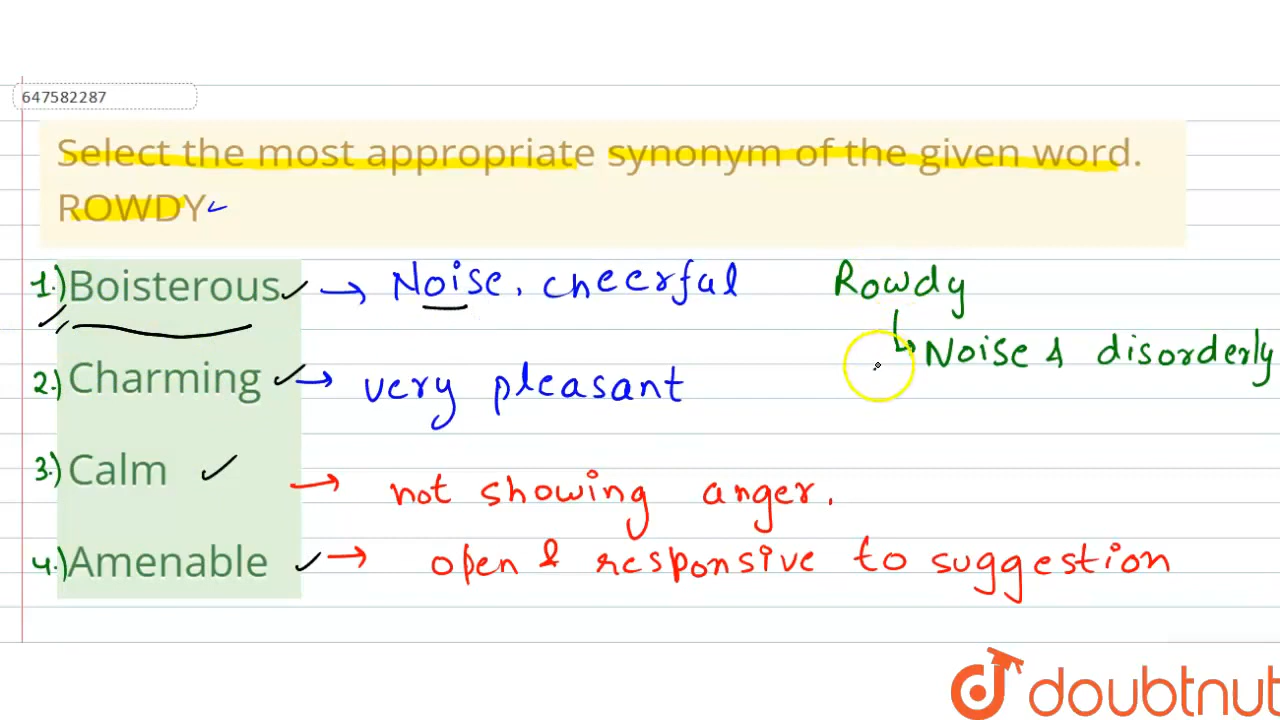 647582287
Select the most appropriate synonym of the given word.
ROWDY
1.) Boisterous → Noise, cheerful
Rowdy
↳ Noise & disorderly
2.) Charming → very pleasant
3.) Calm → not showing anger.
4.) Amenable → open & responsive to suggestion
doubtnut